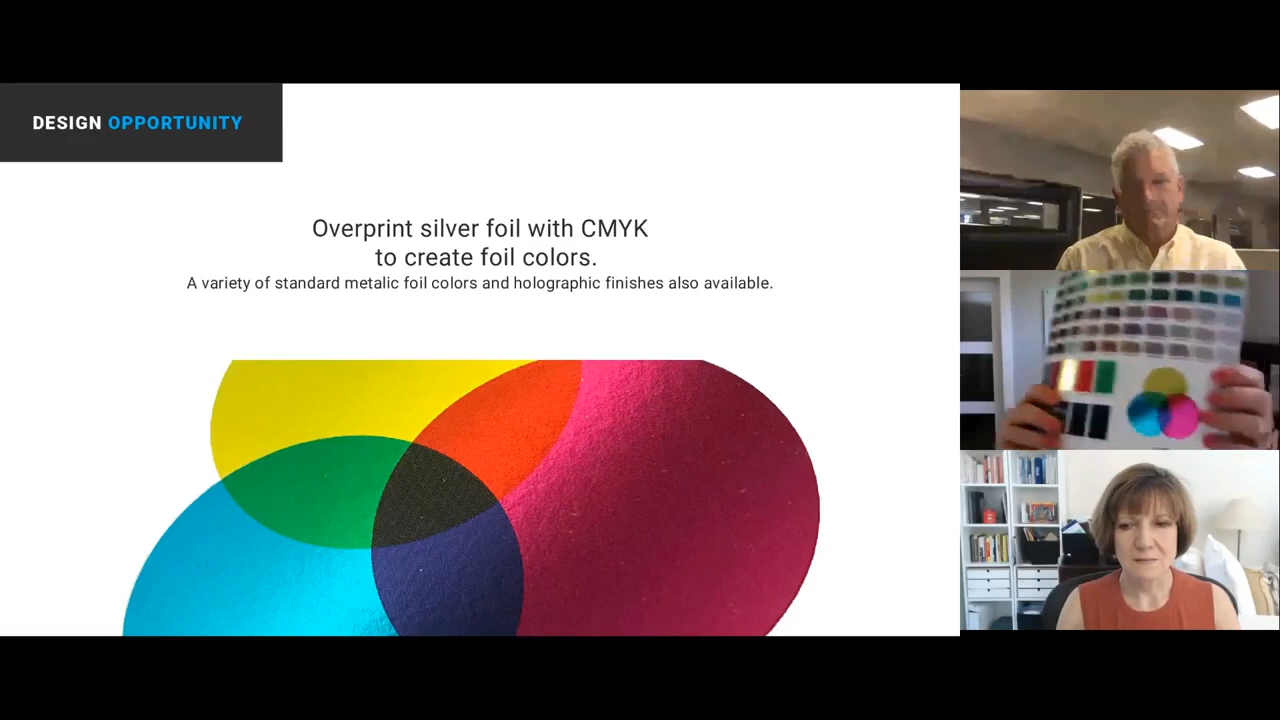 DESIGN OPPORTUNITY
Overprint silver foil with CMYK
to create foil colors.
A variety of standard metalic foil colors and holographic finishes also available.